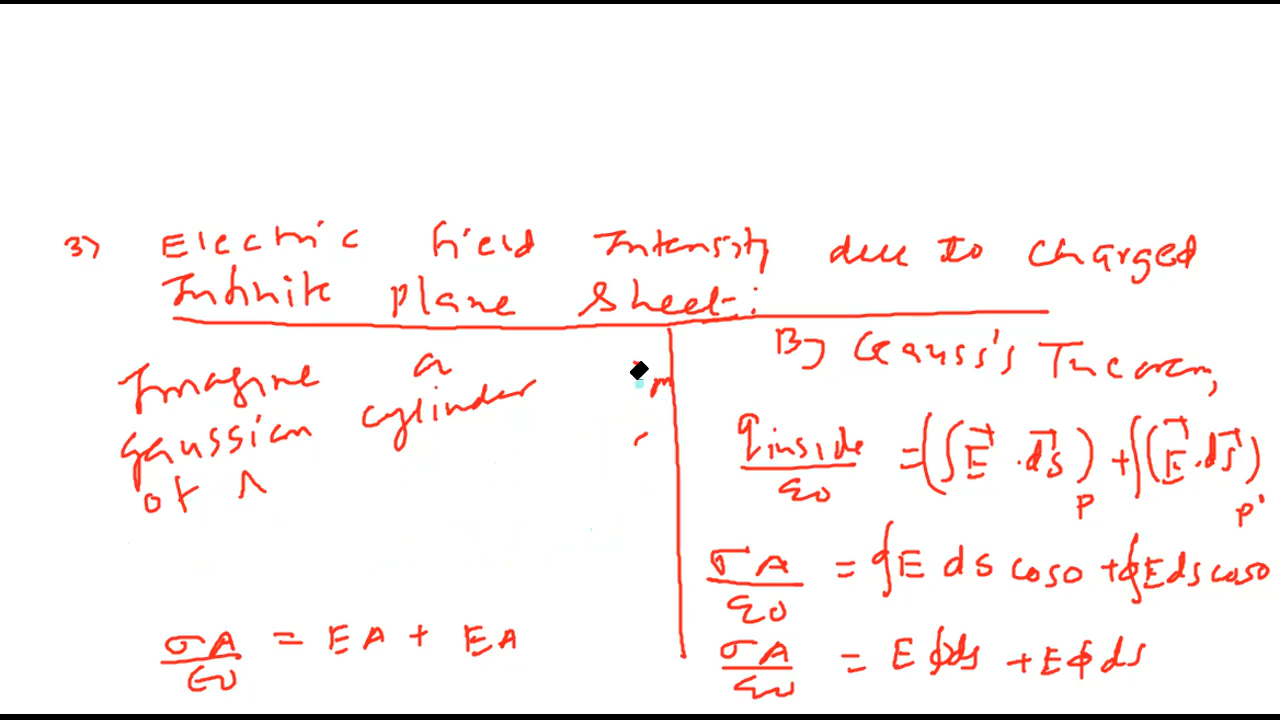 3) Electric field Intensity due to charged
Infinite plane sheet:
Imagine a
gaussian cylinder
of
By Gauss's Theorem,
q inside / ε0 = (∫E⃗ . ds⃗)P + ∫(E⃗ . ds⃗)P'
σA / ε0 = ∮E ds cos0 + ∮E ds cos0
σA / ε0 = E∮ds + E∮ds
σA / ε0 = EA + EA